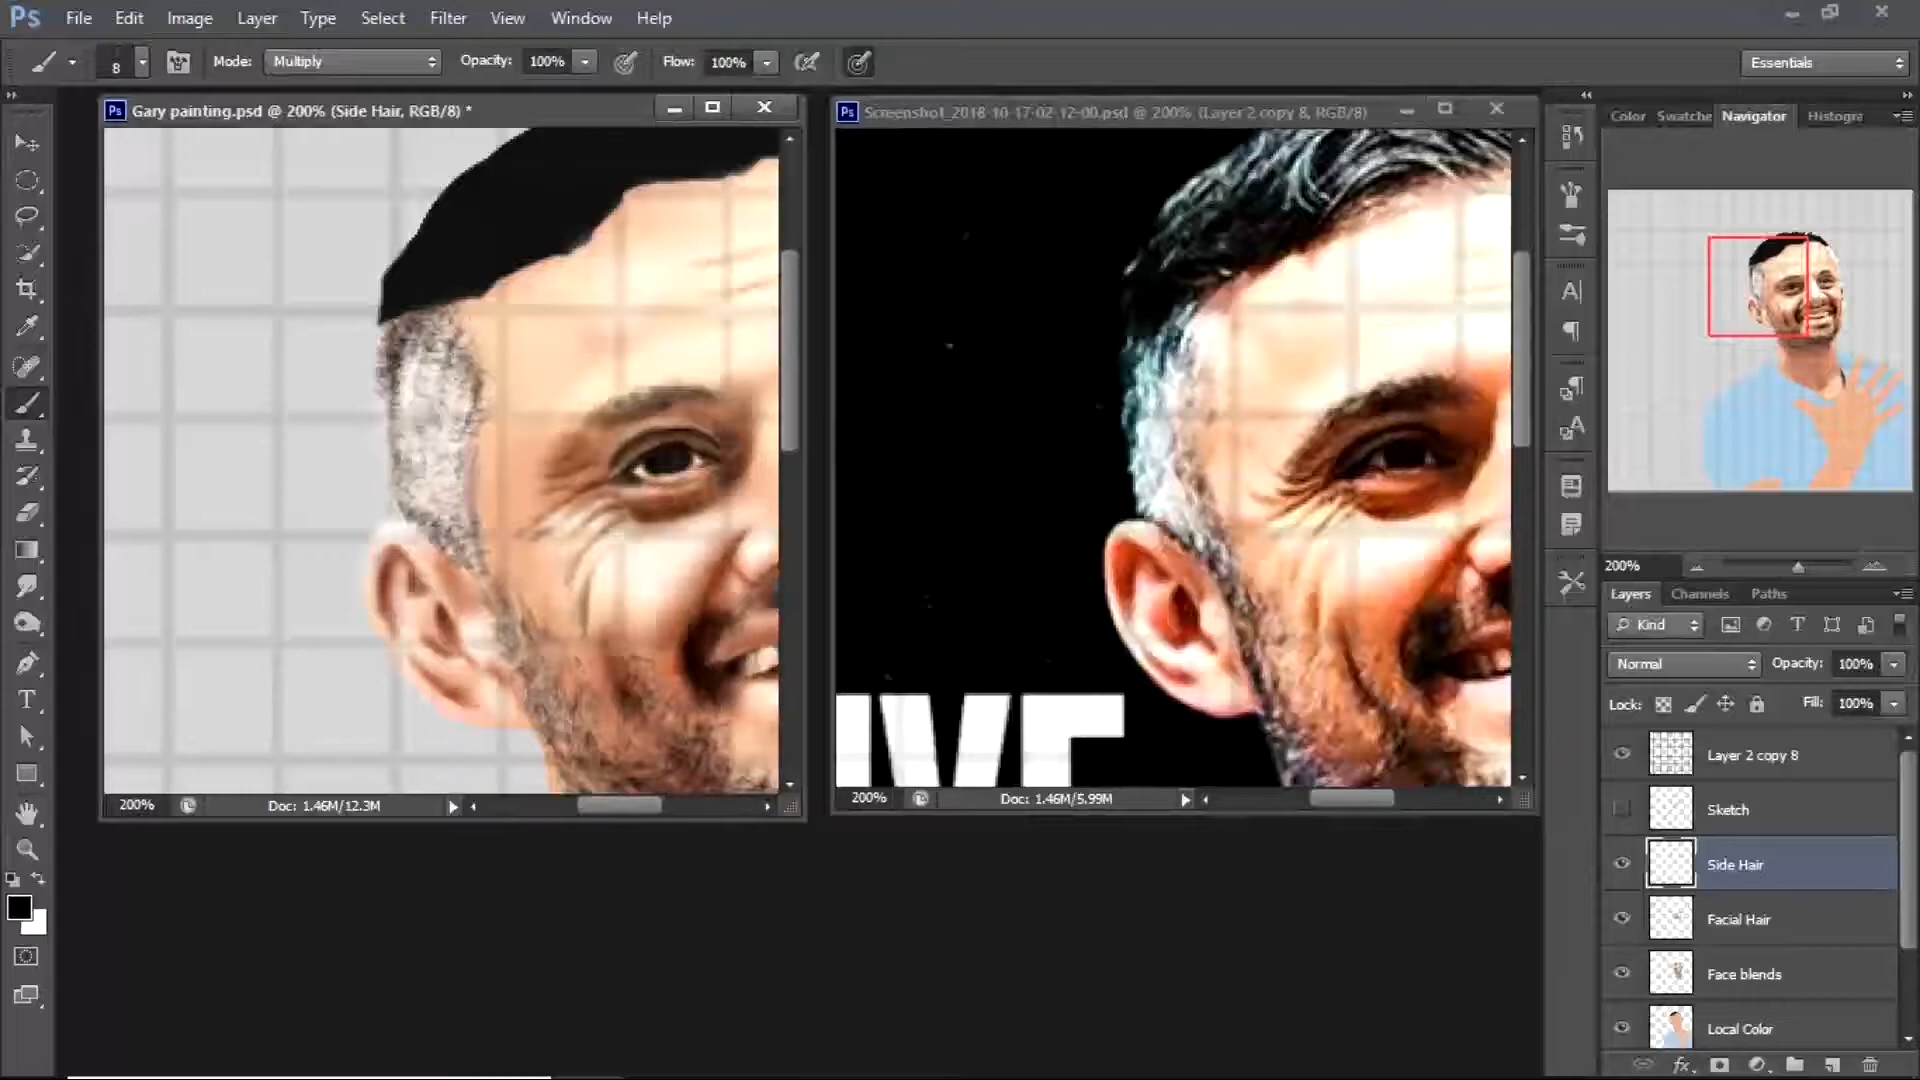 Ps File Edit Image Layer Type Select Filter View Window Help
8 Mode: Multiply Opacity: 100% Flow: 100% Essentials
Ps Gary painting.psd @ 200% (Side Hair, RGB/8) *
Ps Screenshot_2018-10-17-02-12-00.psd @ 200% (Layer 2 copy 8, RGB/8)
Color Swatche Navigator Histogra
200%
Layers Channels Paths
Kind
Normal Opacity: 100%
Lock: Fill: 100%
Layer 2 copy 8
Sketch
Side Hair
Facial Hair
Face blends
Local Color
200% Doc: 1.46M/12.3M
200% Doc: 1.46M/5.99M